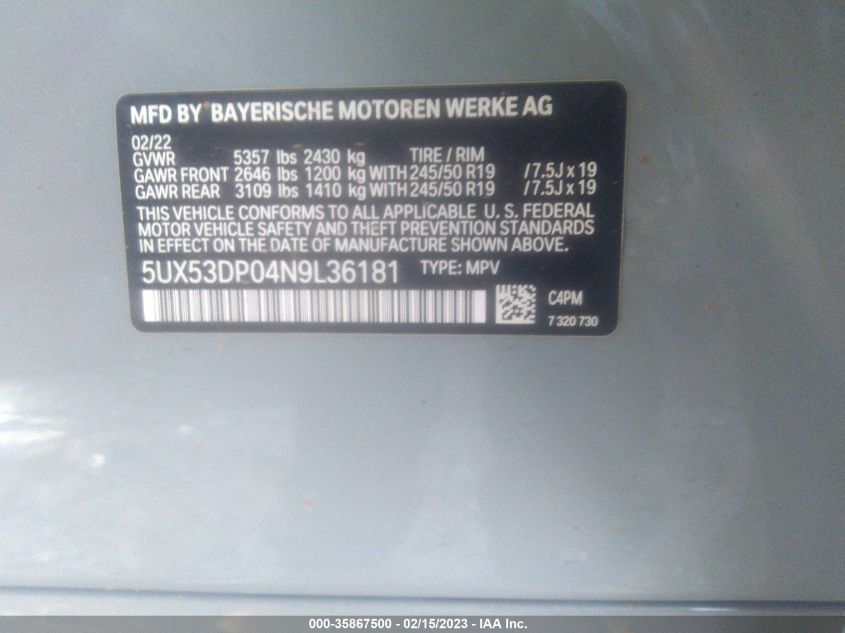 MFD BY BAYERISCHE MOTOREN WERKE AG
02/22
GVWR 5357 lbs 2430 kg TIRE / RIM
GAWR FRONT 2646 lbs 1200 kg WITH 245/50 R19 / 7.5J x 19
GAWR REAR 3109 lbs 1410 kg WITH 245/50 R19 / 7.5J x 19
THIS VEHICLE CONFORMS TO ALL APPLICABLE U. S. FEDERAL
MOTOR VEHICLE SAFETY AND THEFT PREVENTION STANDARDS
IN EFFECT ON THE DATE OF MANUFACTURE SHOWN ABOVE.
5UX53DP04N9L36181 TYPE: MPV
C4PM
7 320 730
000-35867500 - 02/15/2023 - IAA Inc.